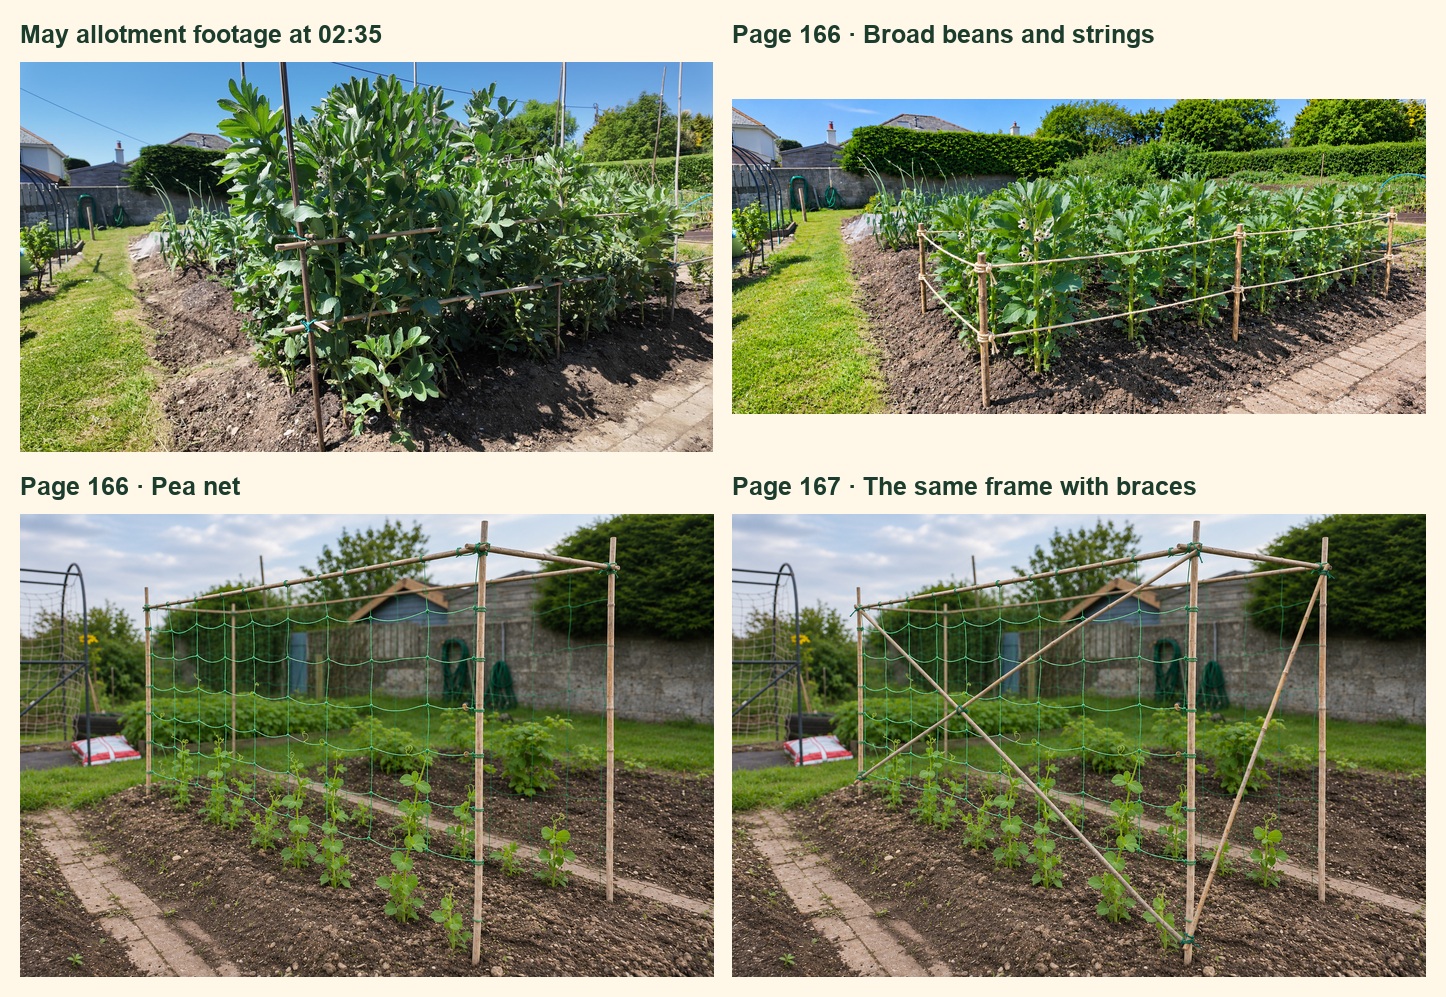 May allotment footage at 02:35
Page 166 · Broad beans and strings
Page 166 · Pea net
Page 167 · The same frame with braces